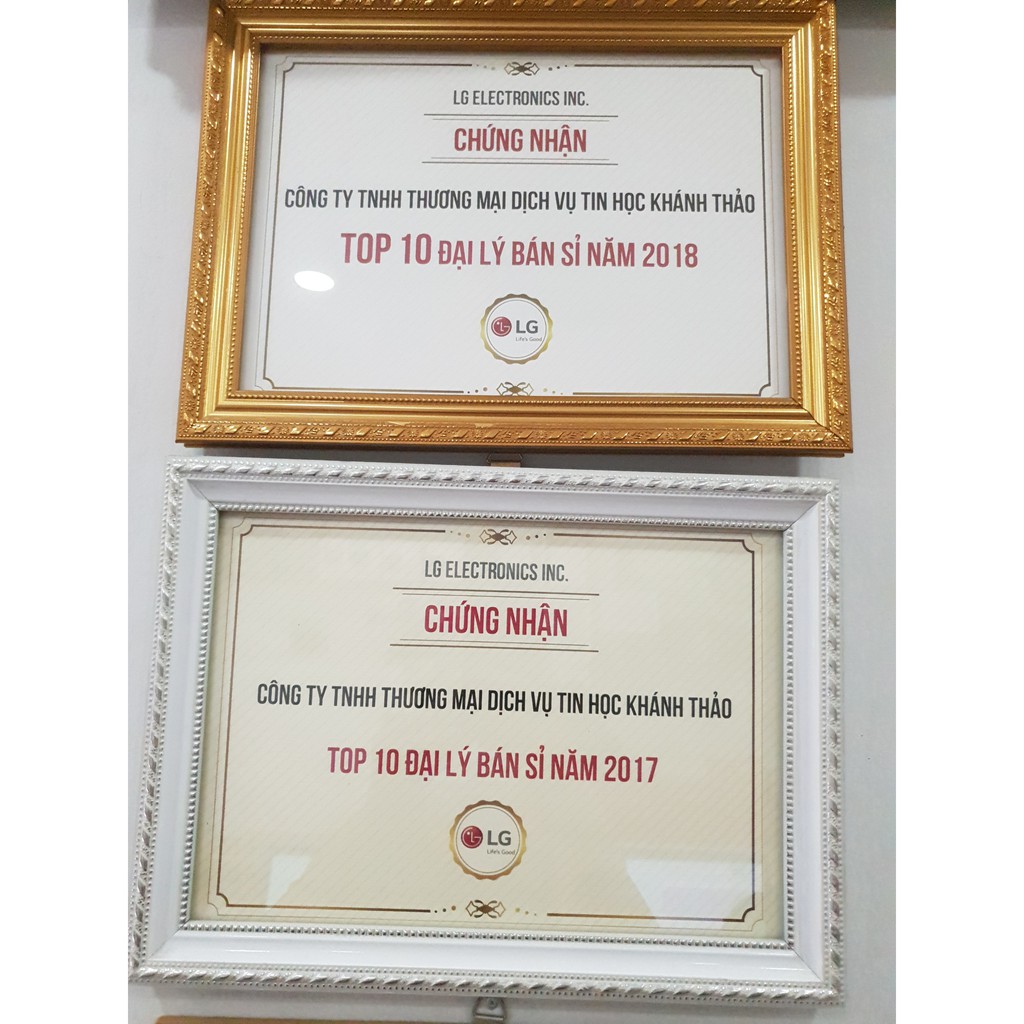 LG ELECTRONICS INC.
CHỨNG NHẬN
CÔNG TY TNHH THƯƠNG MẠI DỊCH VỤ TIN HỌC KHÁNH THẢO
TOP 10 ĐẠI LÝ BÁN SỈ NĂM 2018
LG
Life's Good
LG ELECTRONICS INC.
CHỨNG NHẬN
CÔNG TY TNHH THƯƠNG MẠI DỊCH VỤ TIN HỌC KHÁNH THẢO
TOP 10 ĐẠI LÝ BÁN SỈ NĂM 2017
LG
Life's Good